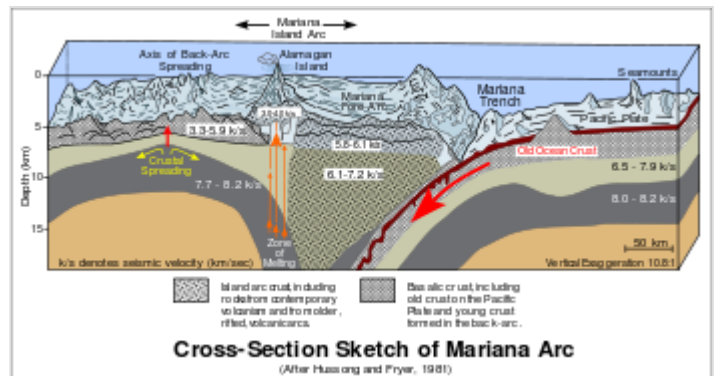 Mariana
Island Arc
Axis of Back-Arc
Spreading
Alamagan
Island
Mariana
Fore-Arc
Mariana
Trench
Seamounts
Pacific Plate
0
5
10
15
Depth (km)
3.3-5.9 k/s
5.8-6.1 k/s
Old Ocean Crust
Crustal
Spreading
6.1-7.2 k/s
6.5 - 7.9 k/s
7.7 - 8.2 k/s
8.0 - 8.2 k/s
Zone
of
Melting
50 km
k/s denotes seismic velocity (km/sec)
Vertical Exaggeration 10.8:1
Island arc crust, including
rocks from contemporary
volcanism and from older,
rifted, volcanic arcs.
Basaltic crust, including
old crust on the Pacific
Plate and young crust
formed in the back-arc.
Cross-Section Sketch of Mariana Arc
(After Hussong and Fryer, 1981)